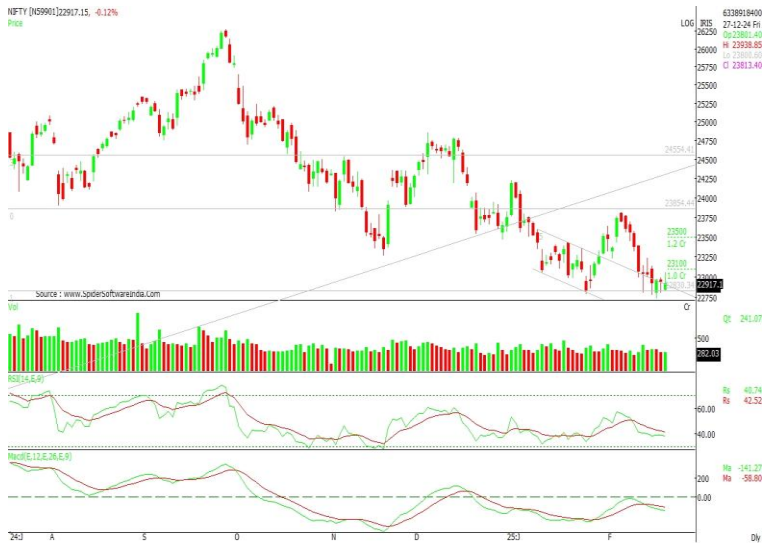 NIFTY [N59901]22917.15, -0.12%
Price
LOG IRIS
6338918400
27-12-24 Fri
Op23801.40
Hi 23938.85
Cl 23813.40
26250
26000
25750
25500
25250
25000
24750
24554.41
24500
24250
24000
23854.44
23750
0
23500
23500
1.2 Cr
23250
23100
23000
1.8 Cr
22917.1
22750
Source : www.SpiderSoftwareIndia.Com
Vol
Cr
Qt 241.07
500
282.03
RSI(14,E,9)
Rs 40.74
Rs 42.52
60.00
40.00
Macd(E,12,E,26,E,9)
Ma -141.27
Ma -58.80
200
0.00
'24:J A S O N D 25:J F Dly